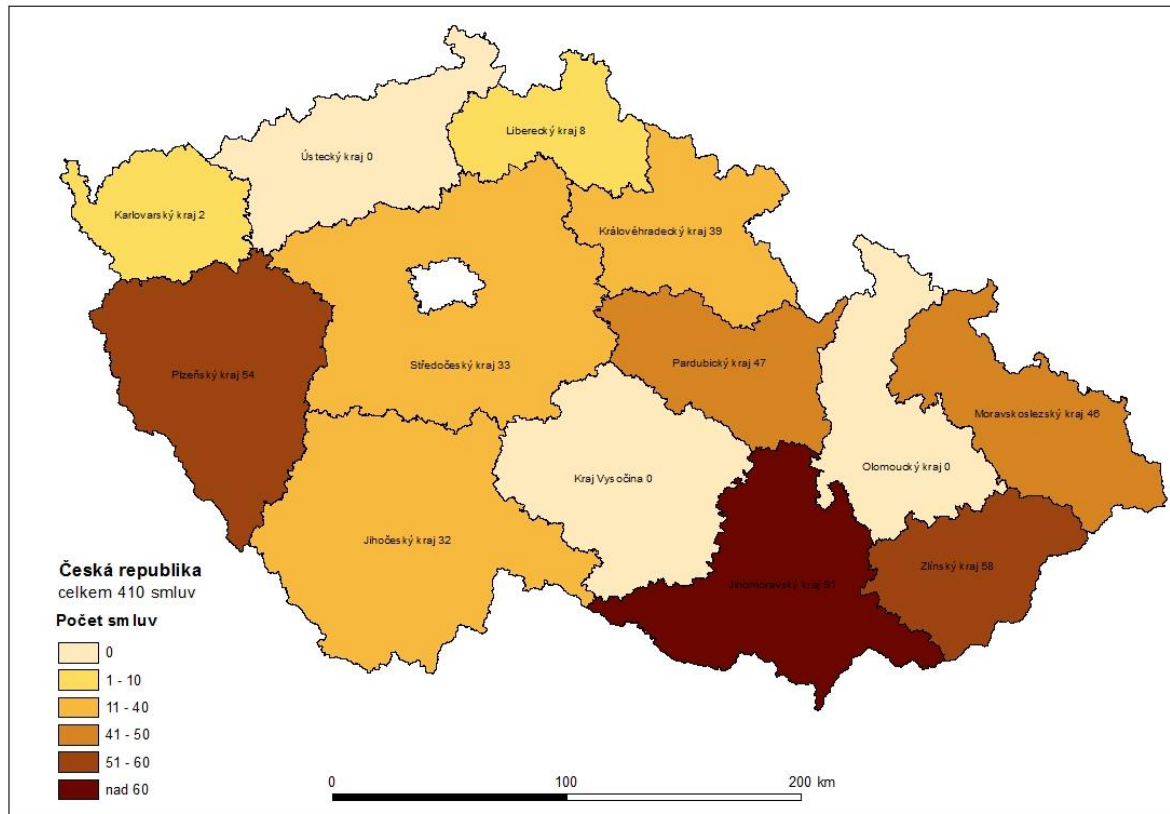 Liberecký kraj 8
Ústecký kraj 0
Karlovarský kraj 2
Královéhradecký kraj 39
Středočeský kraj 33
Pardubický kraj 47
Plzeňský kraj 54
Moravskoslezský kraj 46
Olomoucký kraj 0
Kraj Vysočina 0
Jihočeský kraj 32
Zlínský kraj 58
Jihomoravský kraj 91
Česká republika
celkem 410 smluv
Počet smluv
0
1 - 10
11 - 40
41 - 50
51 - 60
nad 60
0 100 200 km